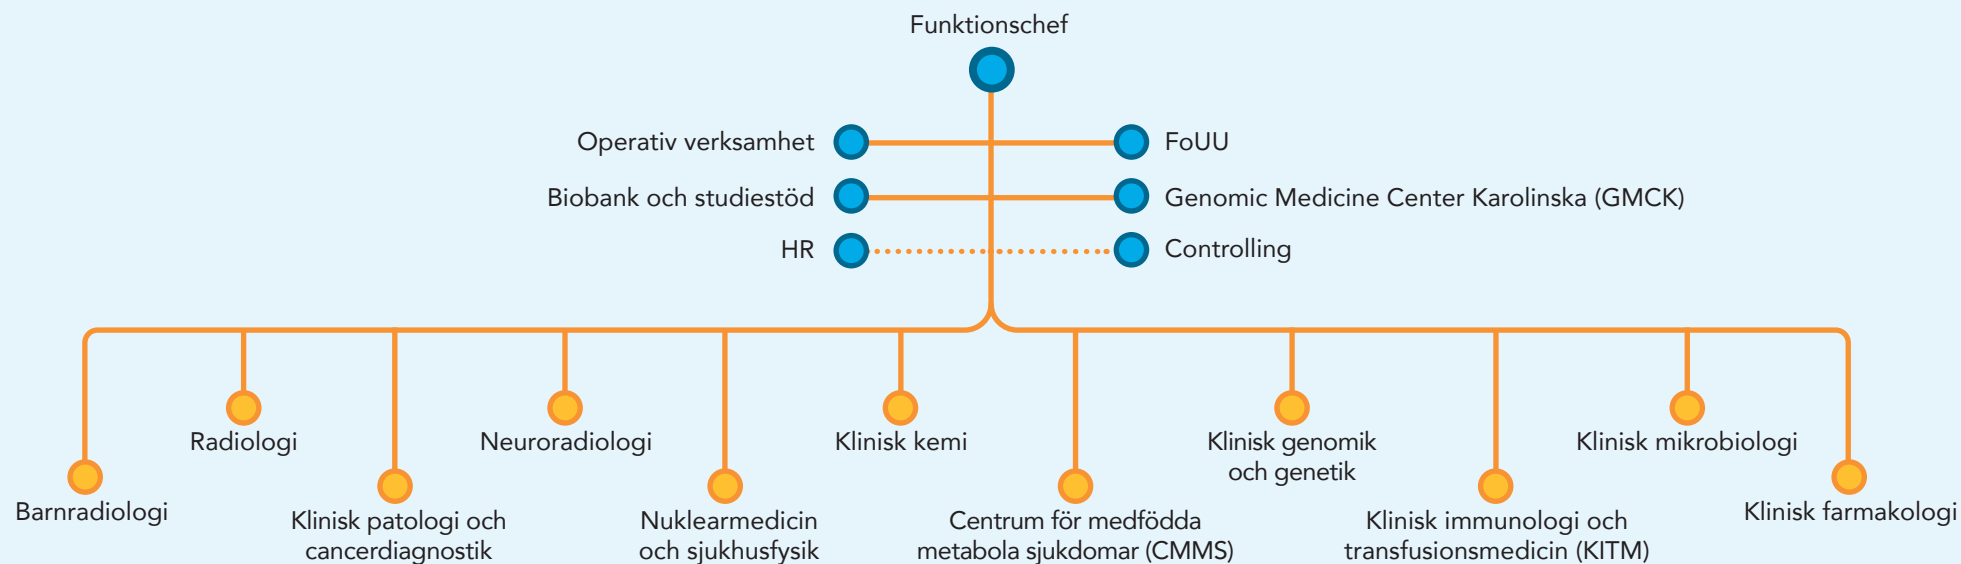 Funktionschef
Operativ verksamhet
FoUU
Biobank och studiestöd
Genomic Medicine Center Karolinska (GMCK)
HR
Controlling
Barnradiologi
Radiologi
Klinisk patologi och
cancerdiagnostik
Neuroradiologi
Nuklearmedicin
och sjukhusfysik
Klinisk kemi
Centrum för medfödda
metabola sjukdomar (CMMS)
Klinisk genomik
och genetik
Klinisk immunologi och
transfusionsmedicin (KITM)
Klinisk mikrobiologi
Klinisk farmakologi